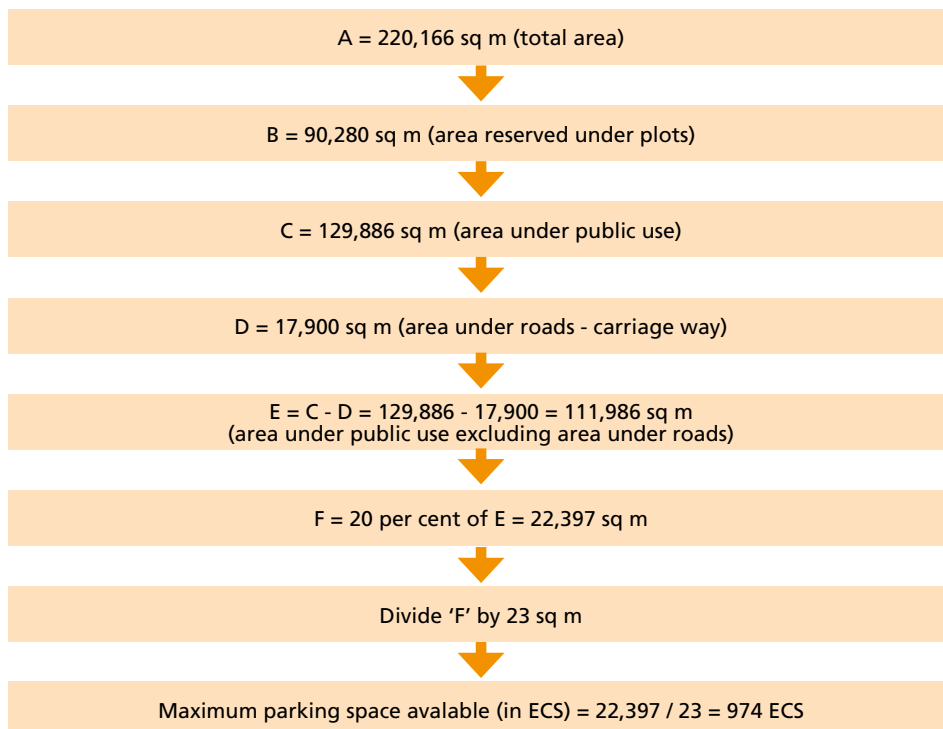 A = 220,166 sq m (total area)
B = 90,280 sq m (area reserved under plots)
C = 129,886 sq m (area under public use)
D = 17,900 sq m (area under roads - carriage way)
E = C - D = 129,886 - 17,900 = 111,986 sq m
(area under public use excluding area under roads)
F = 20 per cent of E = 22,397 sq m
Divide ‘F’ by 23 sq m
Maximum parking space avalable (in ECS) = 22,397 / 23 = 974 ECS